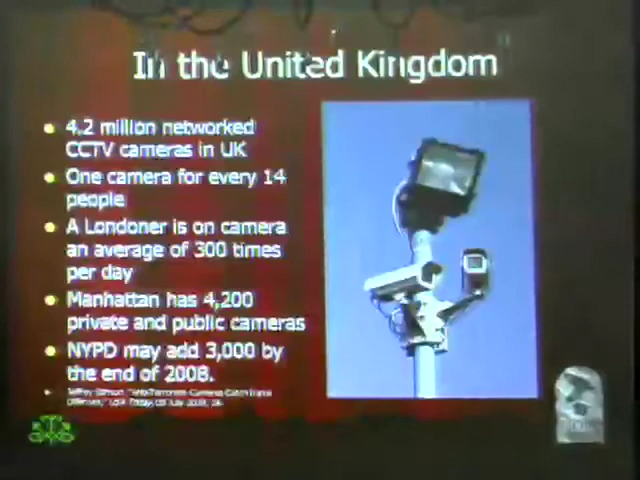 In the United Kingdom
4.2 million networked
CCTV cameras in UK
One camera for every 14
people
A Londoner is on camera
an average of 300 times
per day
Manhattan has 4,200
private and public cameras
NYPD may add 3,000 by
the end of 2008.